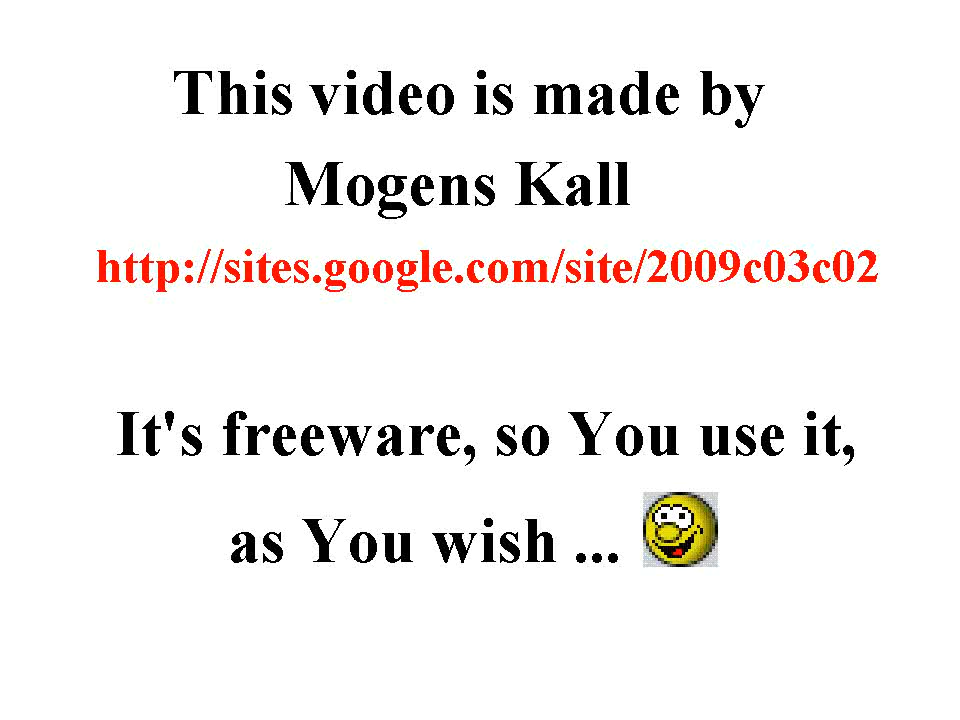 This video is made by
Mogens Kall
http://sites.google.com/site/2009c03c02
It's freeware, so You use it,
as You wish ...